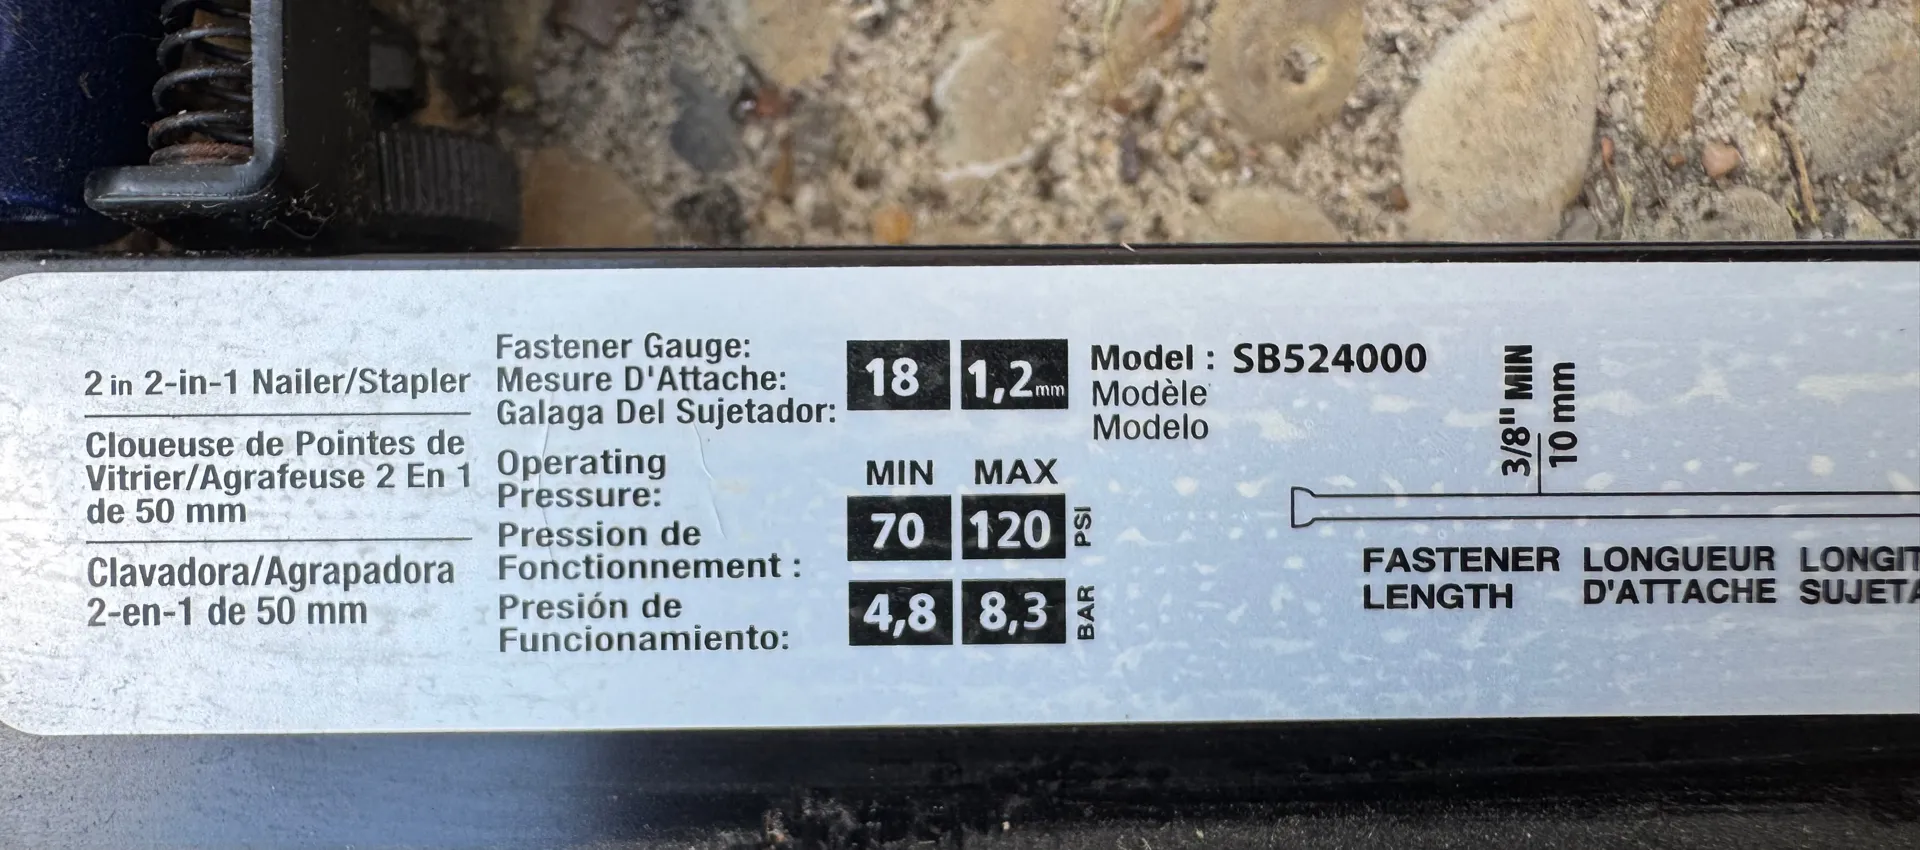 2 in 2-in-1 Nailer/Stapler
Cloueuse de Pointes de
Vitrier/Agrafeuse 2 En 1
de 50 mm
Clavadora/Agrapadora
2-en-1 de 50 mm
Fastener Gauge:
Mesure D'Attache:
Galaga Del Sujetador:
18 1,2mm
Operating
Pressure:
Pression de
Fonctionnement :
Presión de
Funcionamiento:
MIN MAX
70 120 PSI
4,8 8,3 BAR
Model : SB524000
Modèle
Modelo
3/8" MIN
10 mm
FASTENER
LENGTH
LONGUEUR
D'ATTACHE
LONGIT
SUJETA